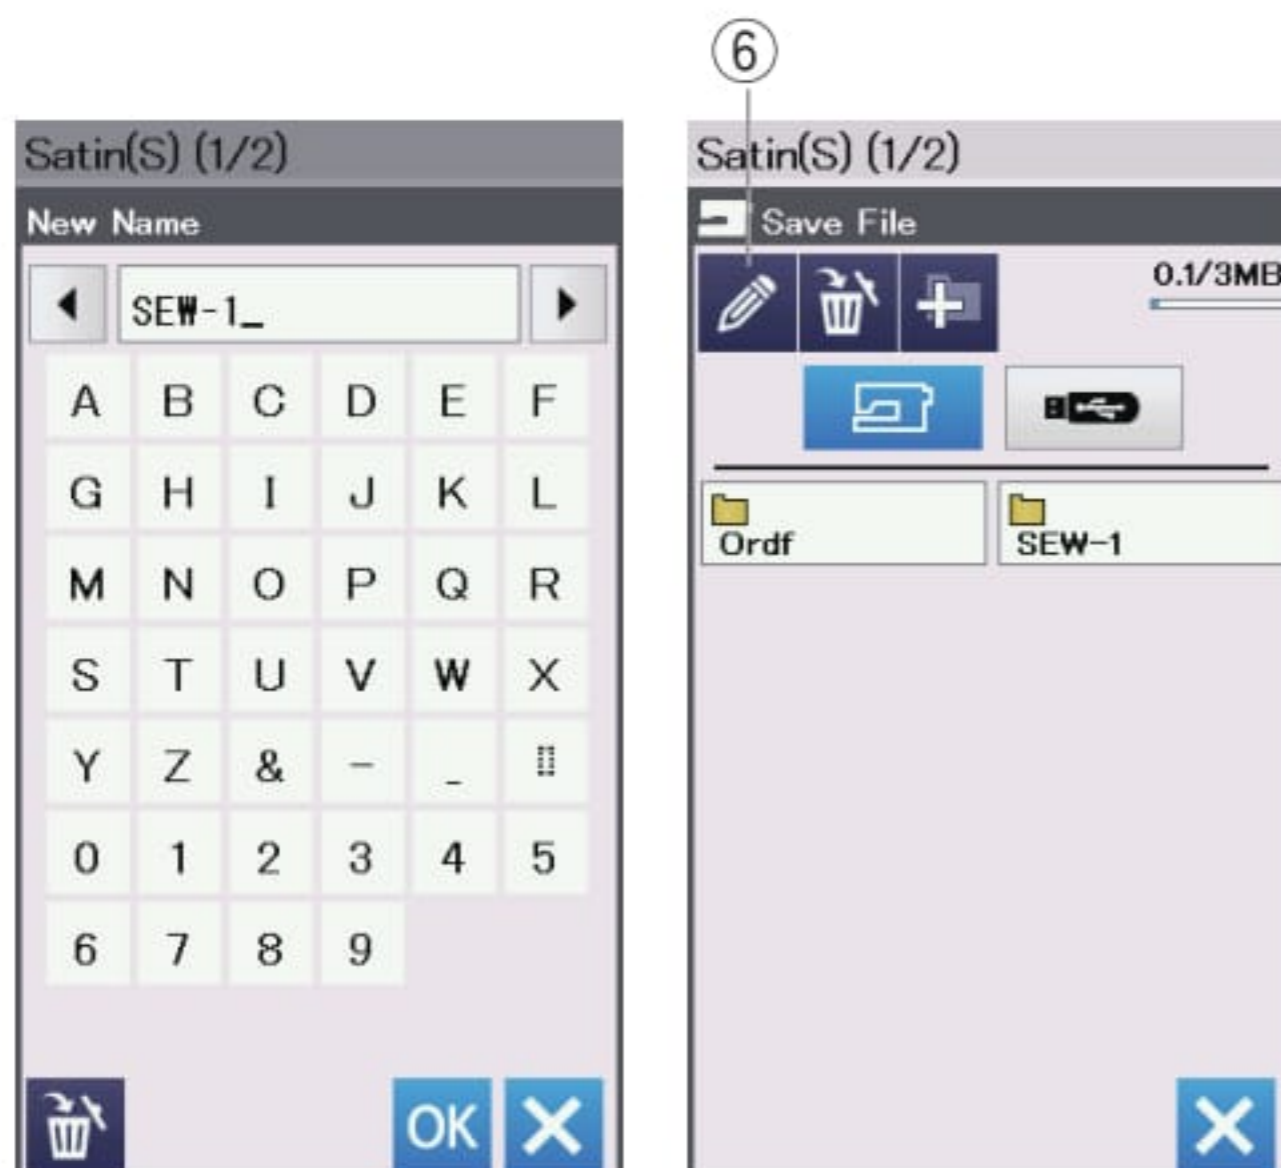 ⑥
Satin(S) (1/2)
New Name
SEW-1_
A B C D E F
G H I J K L
M N O P Q R
S T U V W X
Y Z & - _
0 1 2 3 4 5
6 7 8 9
OK
Satin(S) (1/2)
Save File
0.1/3MB
Ordf
SEW-1